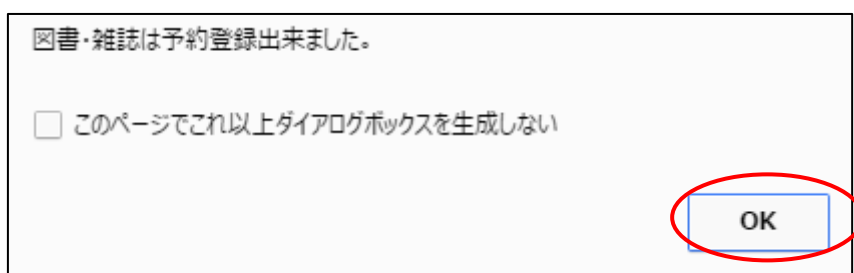 図書・雑誌は予約登録出来ました。
このページでこれ以上ダイアログボックスを生成しない
OK